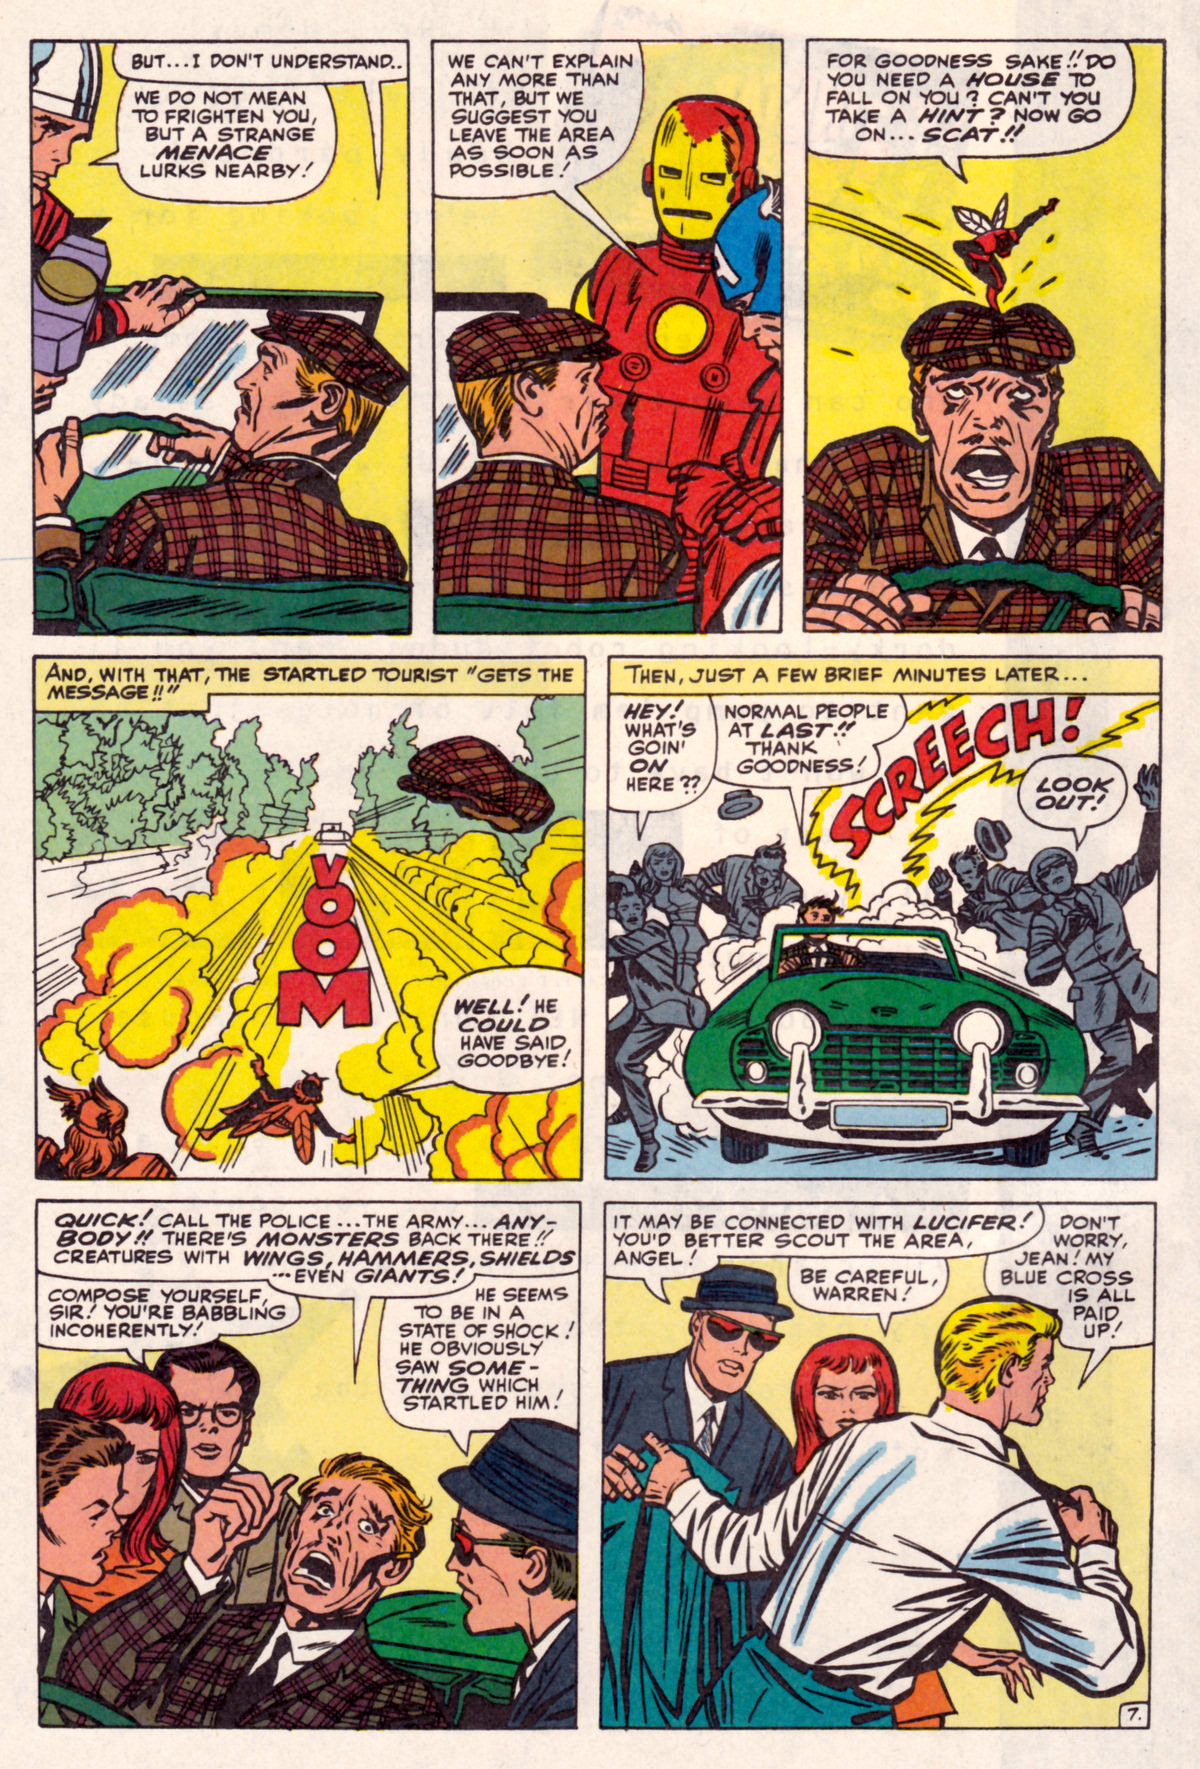 BUT...I DON'T UNDERSTAND..
WE DO NOT MEAN
TO FRIGHTEN YOU,
BUT A STRANGE
MENACE
LURKS NEARBY!
WE CAN'T EXPLAIN
ANY MORE THAN
THAT, BUT WE
SUGGEST YOU
LEAVE THE AREA
AS SOON AS
POSSIBLE!
FOR GOODNESS SAKE!! DO
YOU NEED A HOUSE TO
FALL ON YOU? CAN'T YOU
TAKE A HINT? NOW GO
ON... SCAT!!
AND, WITH THAT, THE STARTLED TOURIST "GETS THE
MESSAGE!!"
VOOM
WELL! HE
COULD
HAVE SAID
GOODBYE!
THEN, JUST A FEW BRIEF MINUTES LATER...
HEY!
WHAT'S
GOIN'
ON
HERE??
NORMAL PEOPLE
AT LAST!!
THANK
GOODNESS!
SCREECH!
LOOK
OUT!
QUICK! CALL THE POLICE...THE ARMY...ANY-
BODY!! THERE'S MONSTERS BACK THERE!!
CREATURES WITH WINGS, HAMMERS, SHIELDS
...EVEN GIANTS!
COMPOSE YOURSELF,
SIR! YOU'RE BABBLING
INCOHERENTLY!
HE SEEMS
TO BE IN A
STATE OF SHOCK!
HE OBVIOUSLY
SAW SOME-
THING WHICH
STARTLED HIM!
IT MAY BE CONNECTED WITH LUCIFER!
YOU'D BETTER SCOUT THE AREA,
ANGEL!
BE CAREFUL,
WARREN!
DON'T
WORRY,
JEAN! MY
BLUE CROSS
IS ALL
PAID
UP!
7.